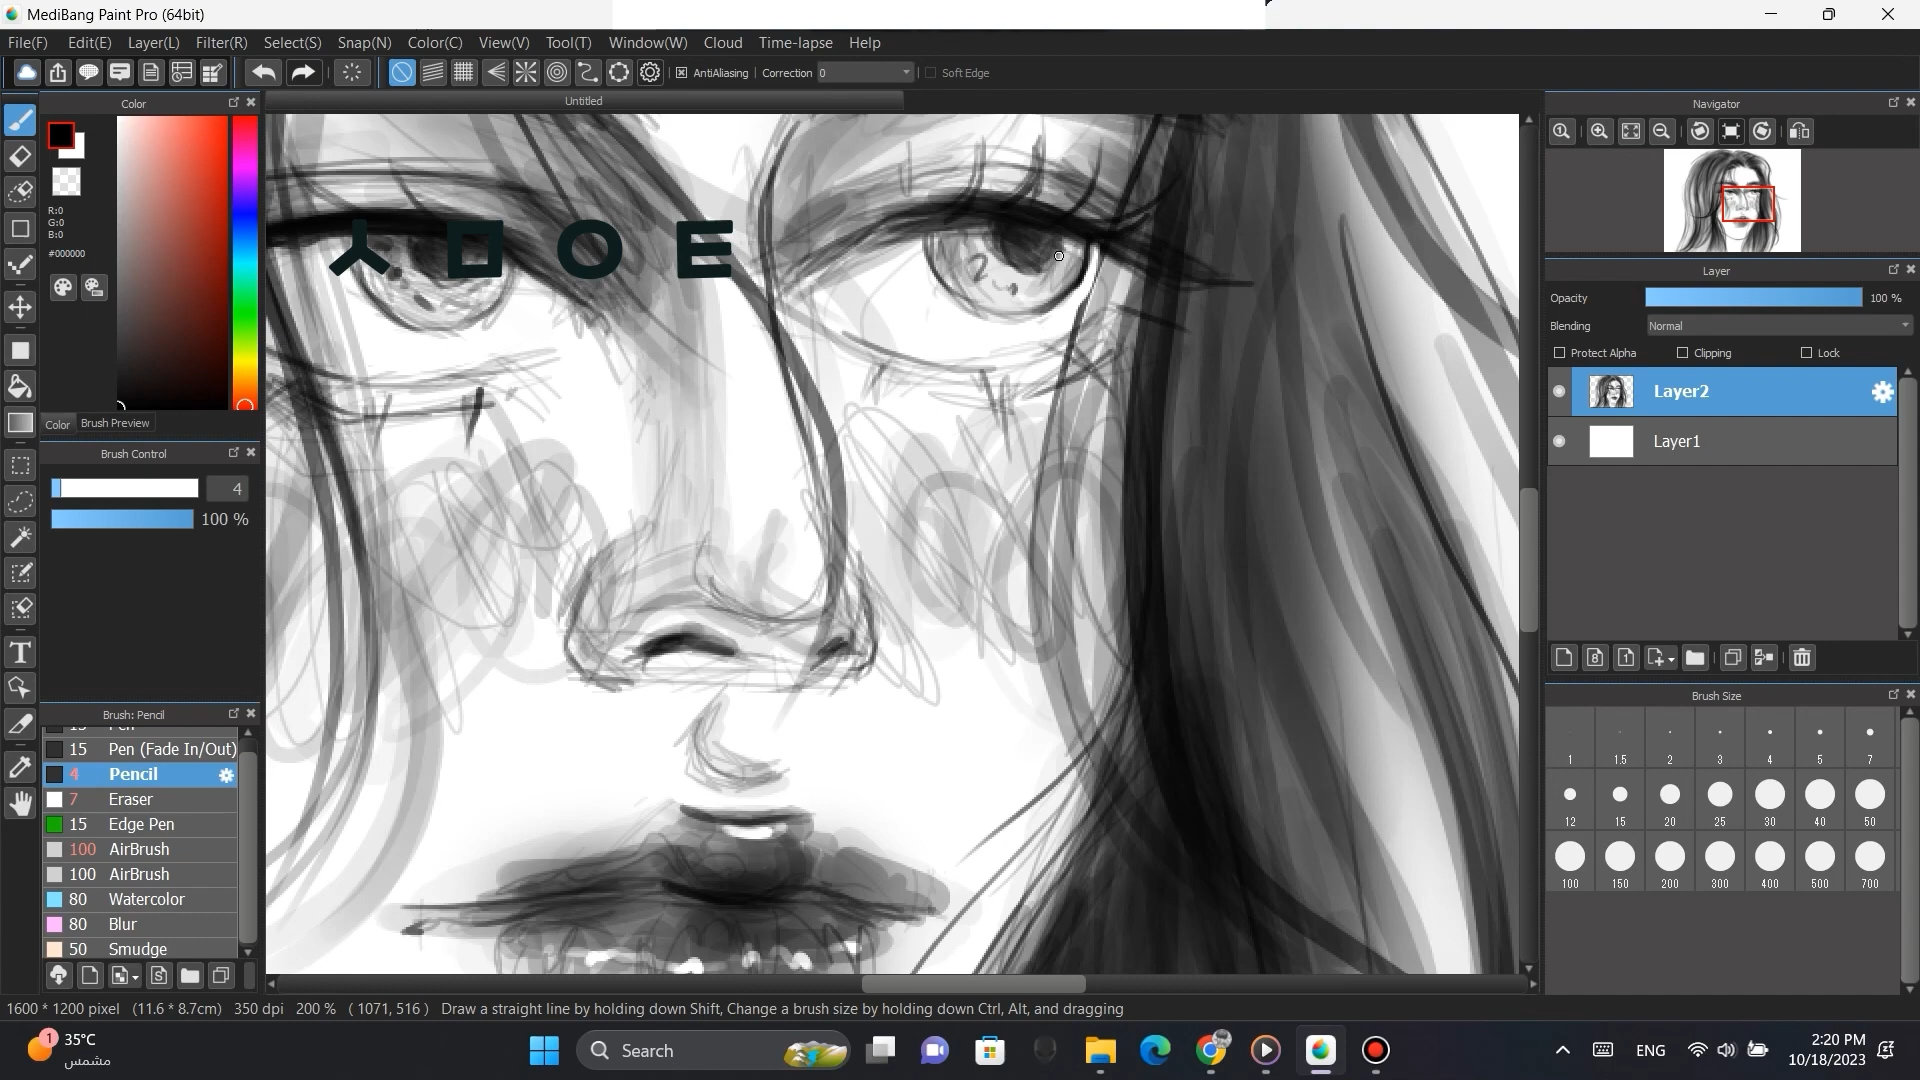 MediBang Paint Pro (64bit)
File(F) Edit(E) Layer(L) Filter(R) Select(S) Snap(N) Color(C) View(V) Tool(T) Window(W) Cloud Time-lapse Help
AntiAliasing Correction 0 Soft Edge
Color
Untitled
R:0
G:0
B:0
#000000
ㅅ ㅁ ㅇ ㅌ
Color Brush Preview
Brush Control
4
100 %
Brush: Pencil
15 Pen
15 Pen (Fade In/Out)
4 Pencil
7 Eraser
15 Edge Pen
100 AirBrush
100 AirBrush
80 Watercolor
80 Blur
50 Smudge
Navigator
Layer
Opacity 100 %
Blending Normal
Protect Alpha Clipping Lock
Layer2
Layer1
Brush Size
1 1.5 2 3 4 5 7
12 15 20 25 30 40 50
100 150 200 300 400 500 700
1600 * 1200 pixel (11.6 * 8.7cm) 350 dpi 200 % ( 1071, 516 ) Draw a straight line by holding down Shift, Change a brush size by holding down Ctrl, Alt, and dragging
1
35°C
مشمس
Search
ENG
2:20 PM
10/18/2023